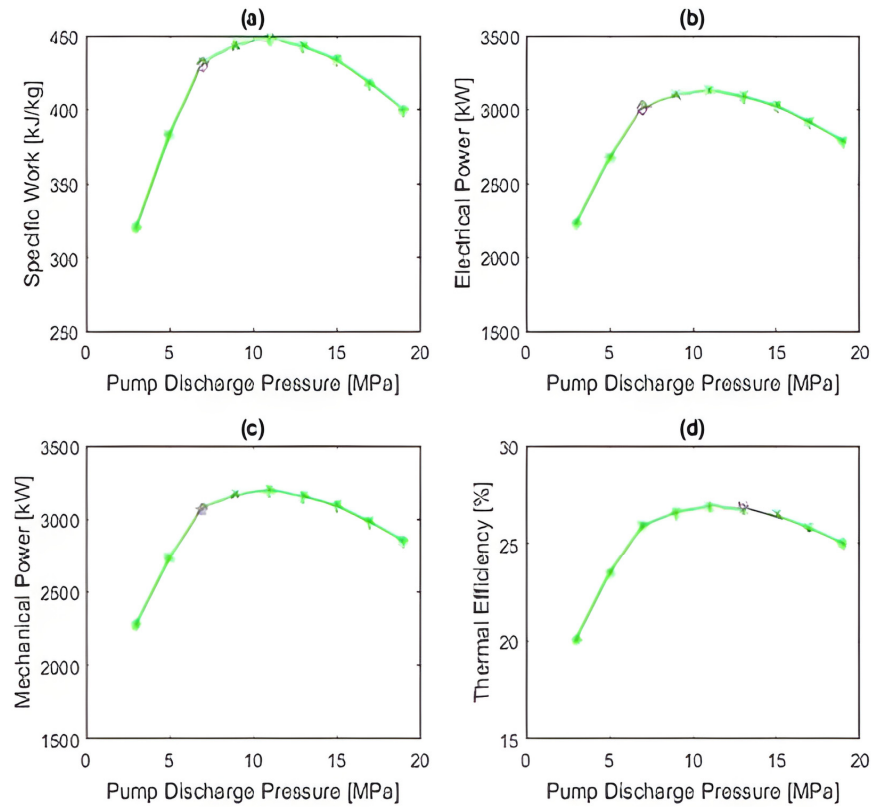 (a)
450
400
350
300
250
0 5 10 15 20
Specific Work [kJ/kg]
Pump Discharge Pressure [MPa]
(b)
3500
3000
2500
2000
1500
0 5 10 15 20
Electrical Power [kW]
Pump Discharge Pressure [MPa]
(c)
3500
3000
2500
2000
1500
0 5 10 15 20
Mechanical Power [kW]
Pump Discharge Pressure [MPa]
(d)
30
25
20
15
0 5 10 15 20
Thermal Efficiency [%]
Pump Discharge Pressure [MPa]